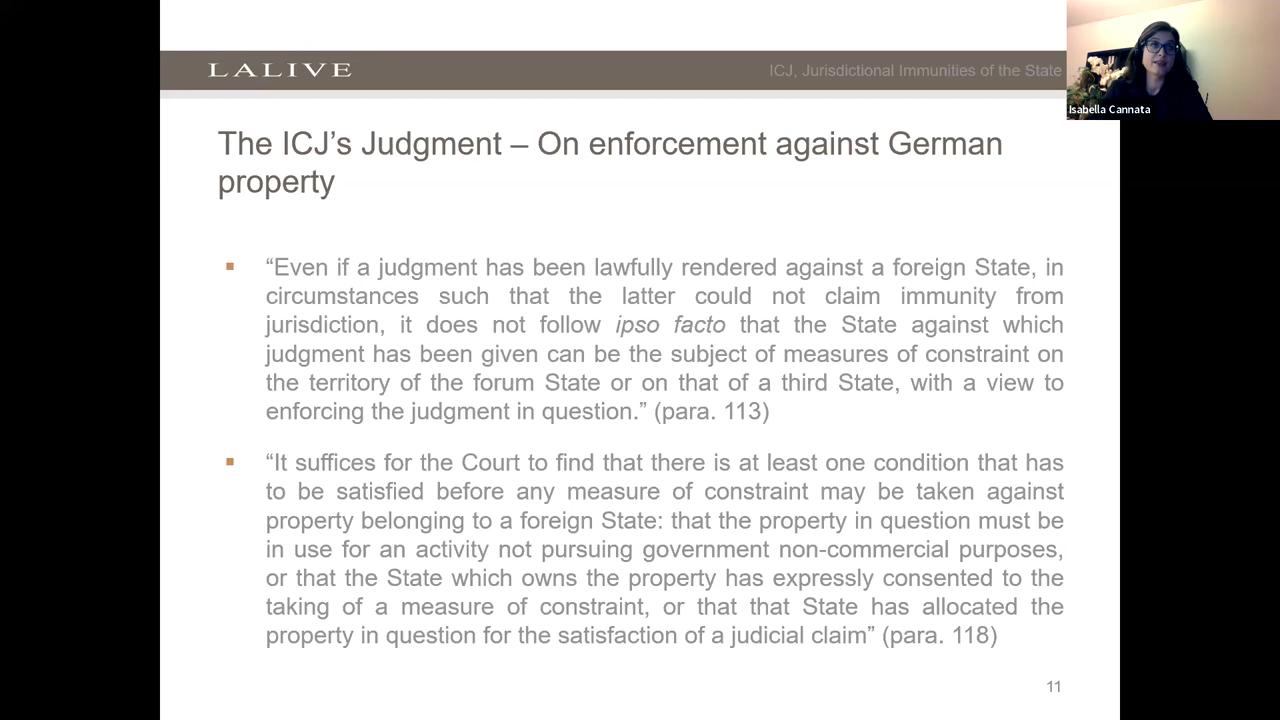 LALIVE
ICJ, Jurisdictional Immunities of the State
Isabella Cannata
The ICJ’s Judgment – On enforcement against German
property
“Even if a judgment has been lawfully rendered against a foreign State, in
circumstances such that the latter could not claim immunity from
jurisdiction, it does not follow ipso facto that the State against which
judgment has been given can be the subject of measures of constraint on
the territory of the forum State or on that of a third State, with a view to
enforcing the judgment in question.” (para. 113)
“It suffices for the Court to find that there is at least one condition that has
to be satisfied before any measure of constraint may be taken against
property belonging to a foreign State: that the property in question must be
in use for an activity not pursuing government non-commercial purposes,
or that the State which owns the property has expressly consented to the
taking of a measure of constraint, or that that State has allocated the
property in question for the satisfaction of a judicial claim” (para. 118)
11